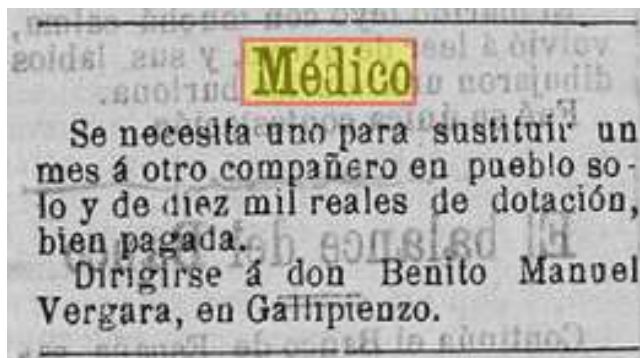 Médico
Se necesita uno para sustituir un
mes á otro compañero en pueblo so-
lo y de diez mil reales de dotación,
bien pagada.
Dirigirse á don Benito Manuel
Vergara, en Gallipienzo.